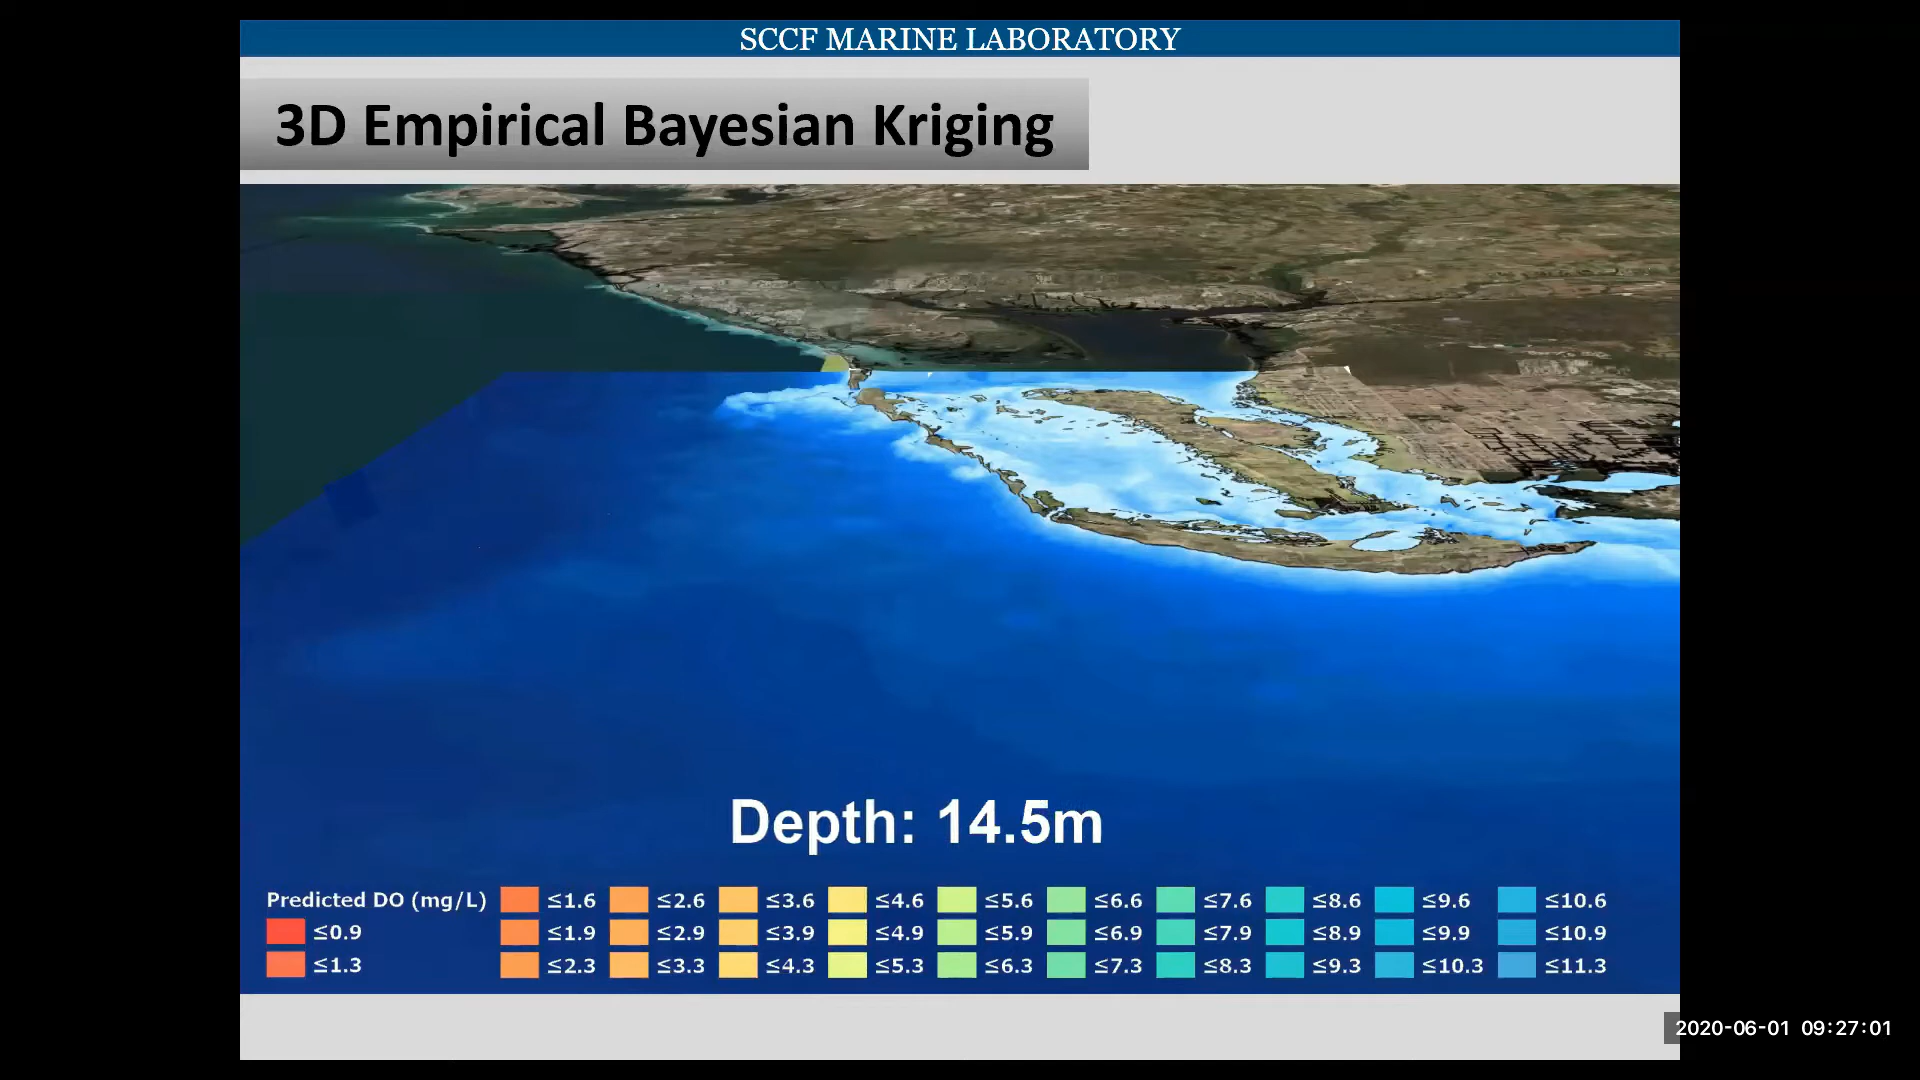 SCCF MARINE LABORATORY
3D Empirical Bayesian Kriging
Depth: 14.5m
Predicted DO (mg/L) ≤1.6 ≤2.6 ≤3.6 ≤4.6 ≤5.6 ≤6.6 ≤7.6 ≤8.6 ≤9.6 ≤10.6
≤0.9 ≤1.9 ≤2.9 ≤3.9 ≤4.9 ≤5.9 ≤6.9 ≤7.9 ≤8.9 ≤9.9 ≤10.9
≤1.3 ≤2.3 ≤3.3 ≤4.3 ≤5.3 ≤6.3 ≤7.3 ≤8.3 ≤9.3 ≤10.3 ≤11.3
2020-06-01 09:27:01